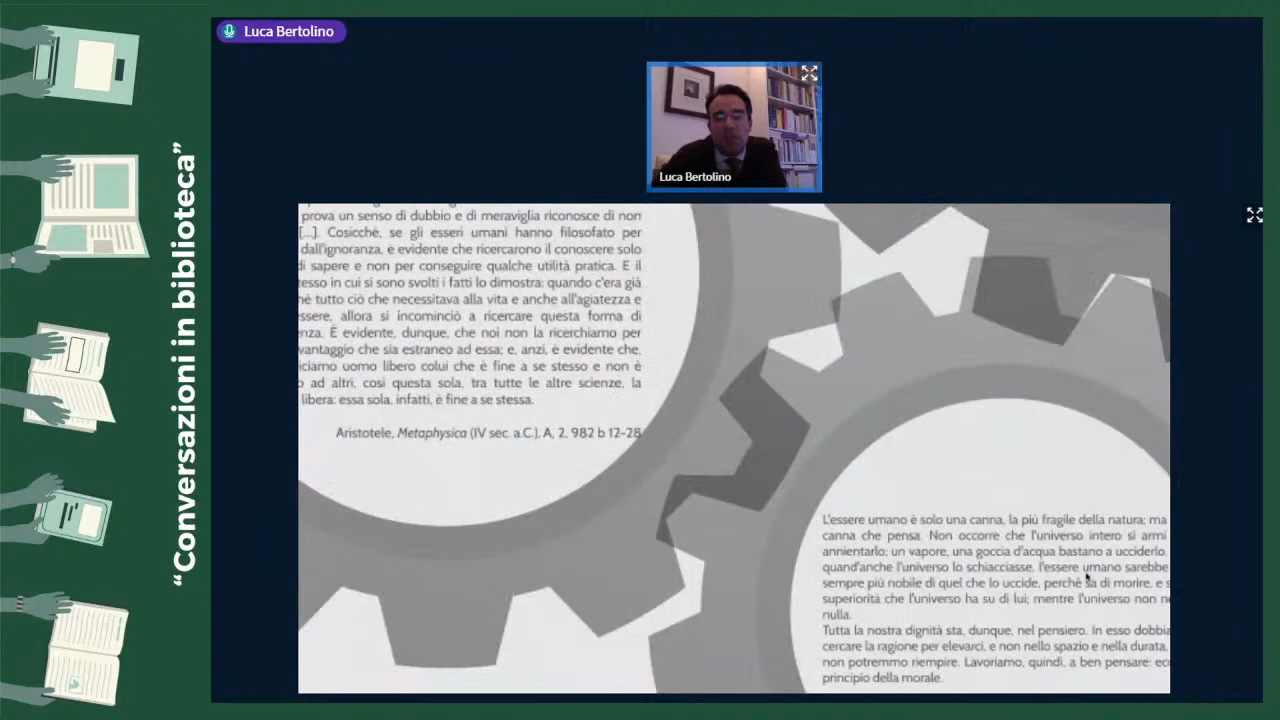 Luca Bertolino
Luca Bertolino
"Conversazioni in biblioteca"
prova un senso di dubbio e di meraviglia riconosce di non
[...]. Cosicché, se gli esseri umani hanno filosofato per
dall'ignoranza, è evidente che ricercarono il conoscere solo
di sapere e non per conseguire qualche utilità pratica. E il
tesso in cui si sono svolti i fatti lo dimostra: quando c'era già
hé tutto ciò che necessitava alla vita e anche all'agiatezza e
essere, allora si incominciò a ricercare questa forma di
nza. È evidente, dunque, che noi non la ricerchiamo per
vantaggio che sia estraneo ad essa; e, anzi, è evidente che,
iciamo uomo libero colui che è fine a se stesso e non è
o ad altri, così questa sola, tra tutte le altre scienze, la
libera: essa sola, infatti, è fine a se stessa.
Aristotele, Metaphysica (IV sec. a.C.), A, 2, 982 b 12-28
L'essere umano è solo una canna, la più fragile della natura; ma
canna che pensa. Non occorre che l'universo intero si armi
annientarlo; un vapore, una goccia d'acqua bastano a ucciderlo.
quand'anche l'universo lo schiacciasse, l'essere umano sarebbe
sempre più nobile di quel che lo uccide, perché sa di morire, e s
superiorità che l'universo ha su di lui; mentre l'universo non ne
nulla.
Tutta la nostra dignità sta, dunque, nel pensiero. In esso dobbia
cercare la ragione per elevarci, e non nello spazio e nella durata,
non potremmo riempire. Lavoriamo, quindi, a ben pensare: ecc
principio della morale.